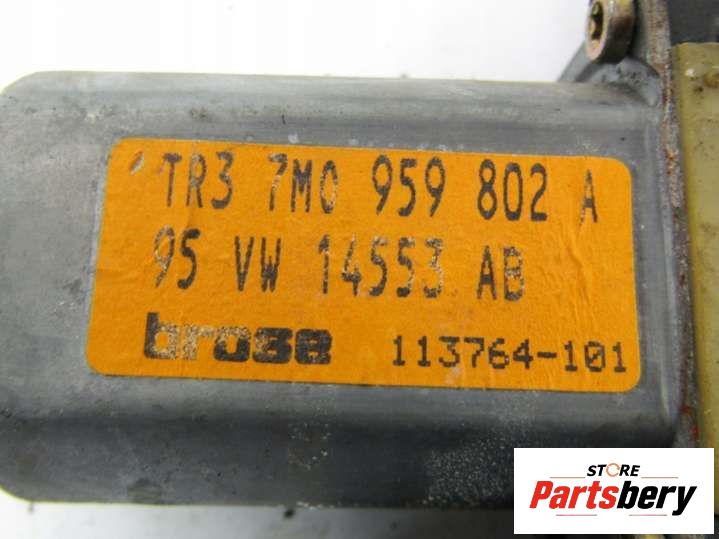 TR3 7M0 959 802 A
95 VW 14553 AB
brose 113764-101
STORE
Partsbery